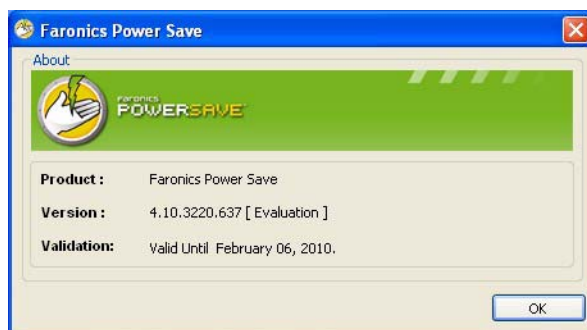 Faronics Power Save
About
FARONICS
POWERSAVE
Product : Faronics Power Save
Version : 4.10.3220.637 [ Evaluation ]
Validation: Valid Until February 06, 2010.
OK